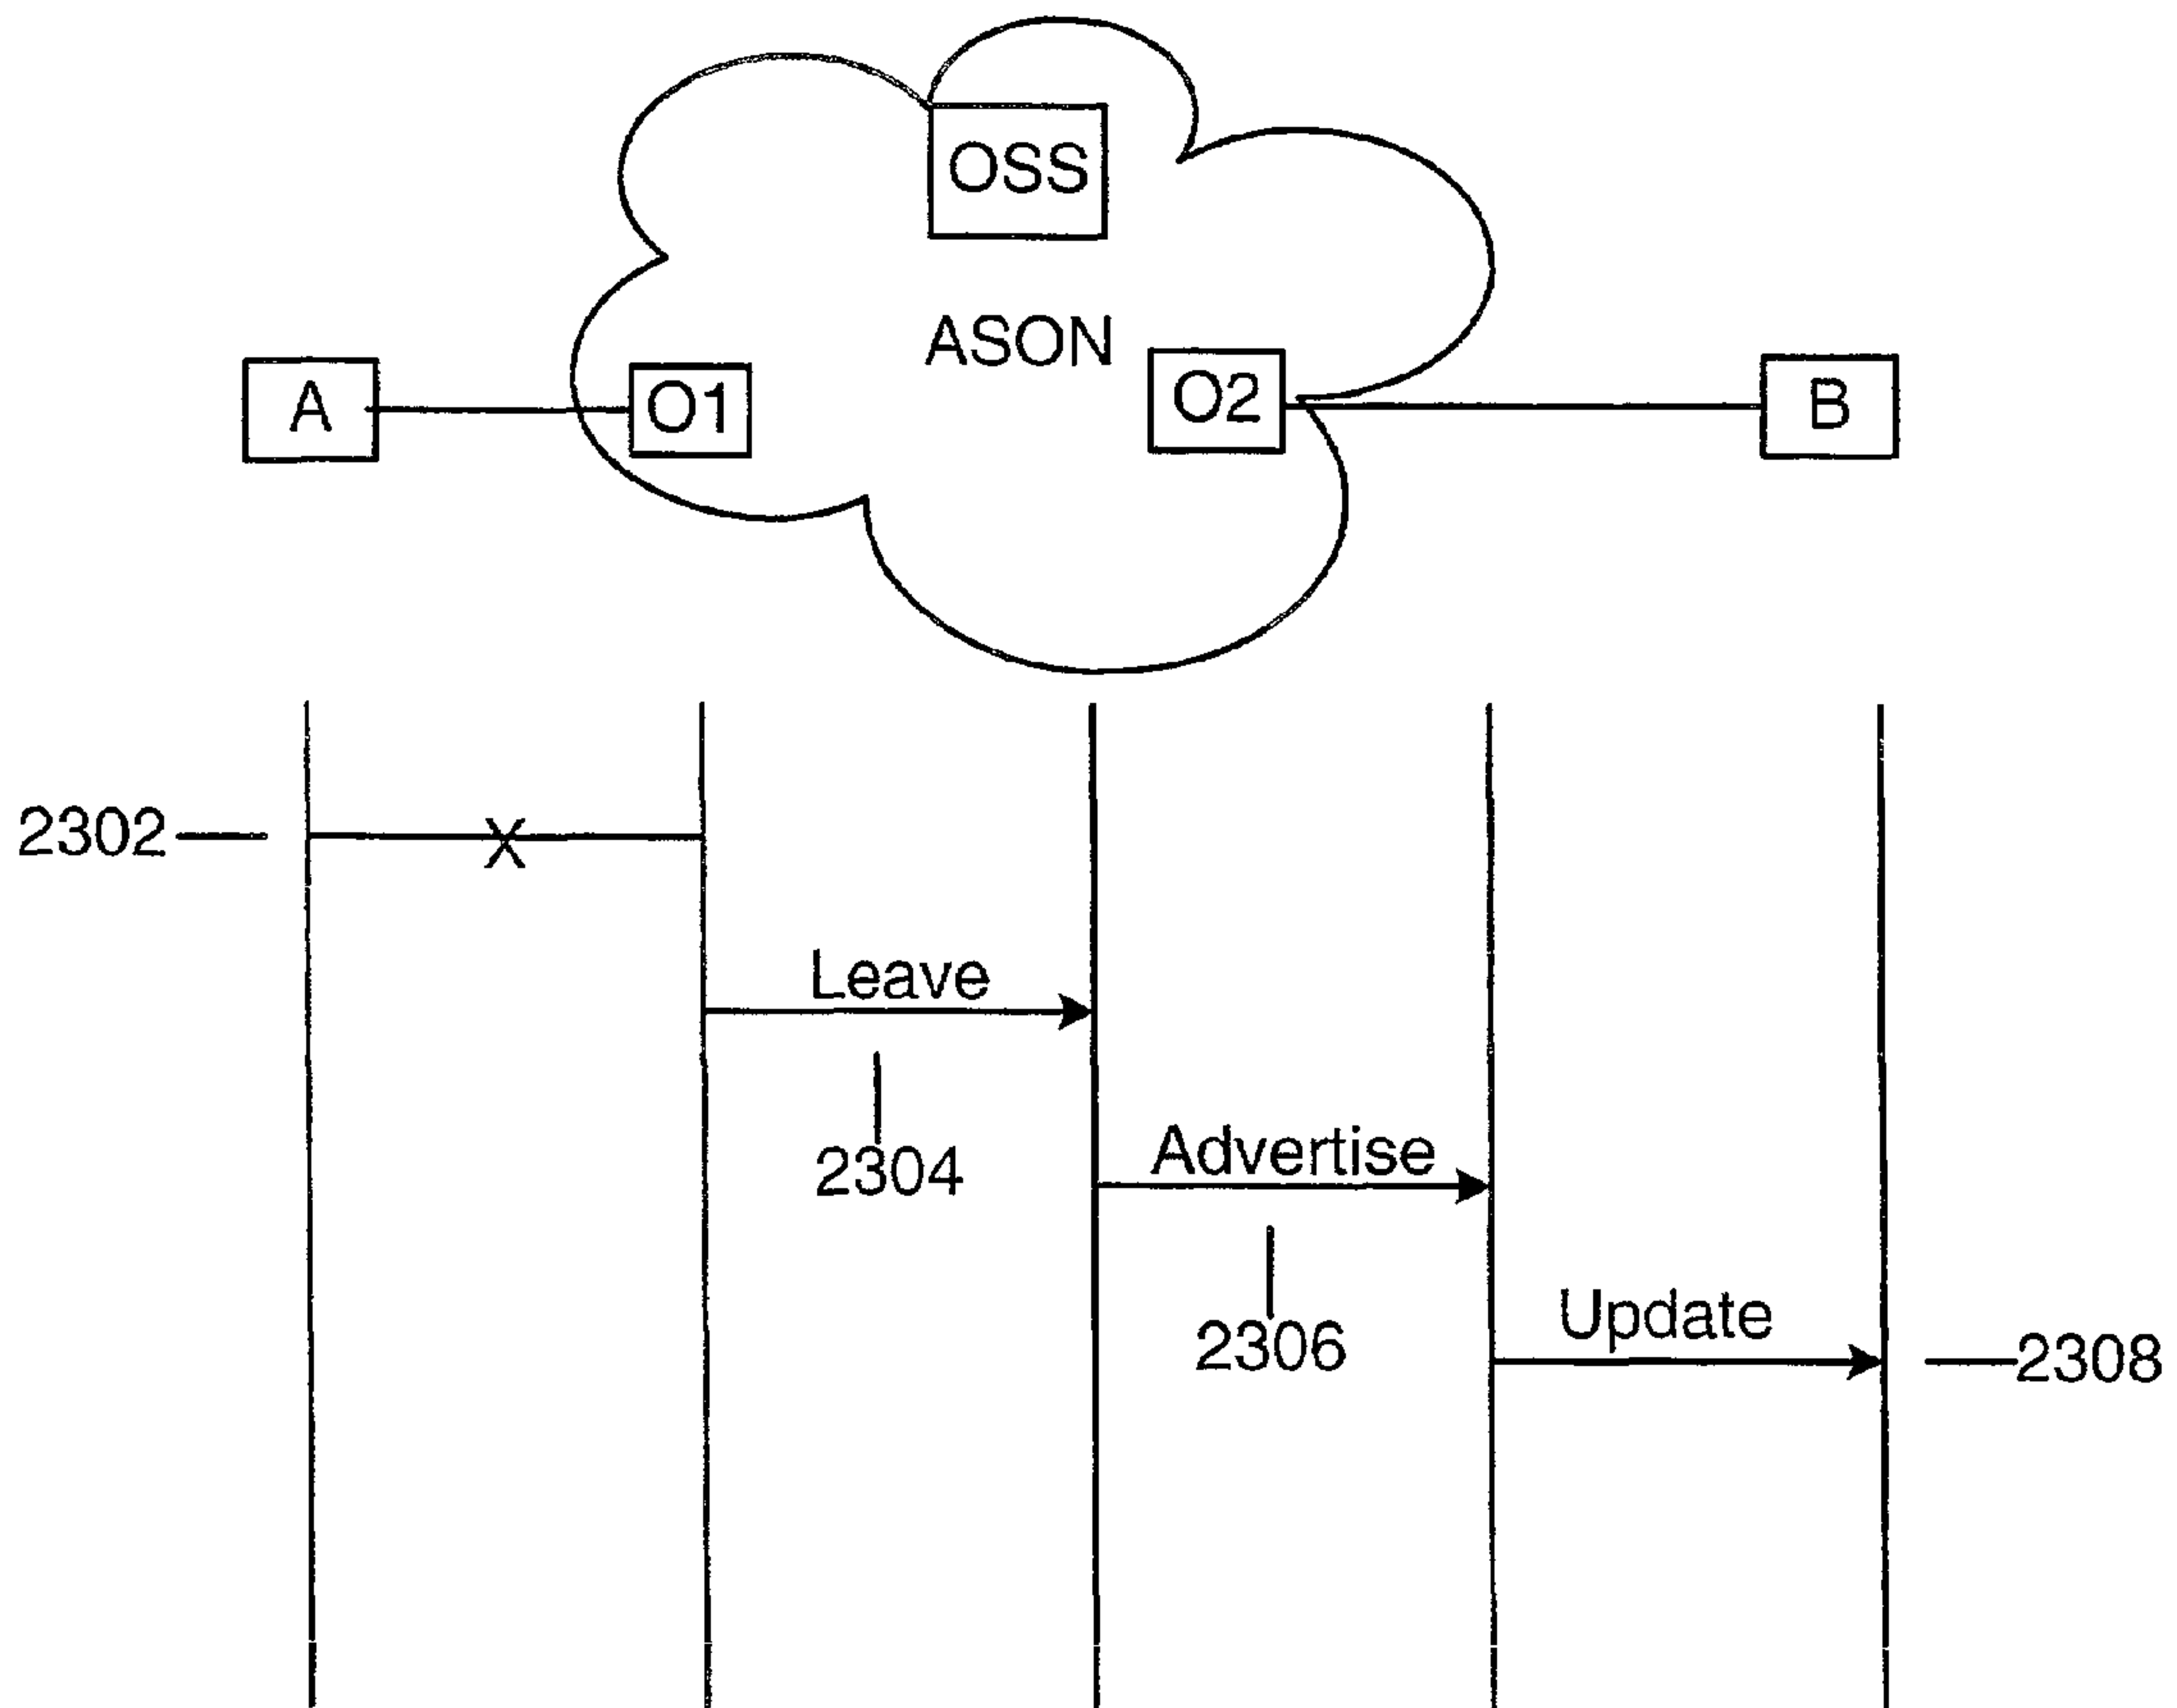 OSS
ASON
A
O1
O2
B
2302
X
Leave
2304
Advertise
2306
Update
2308